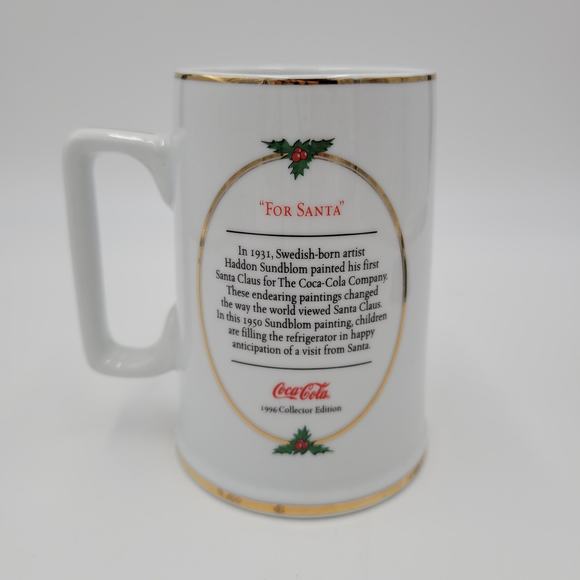 "For Santa"
In 1931, Swedish-born artist
Haddon Sundblom painted his first
Santa Claus for The Coca-Cola Company.
These endearing paintings changed
the way the world viewed Santa Claus.
In this 1950 Sundblom painting, children
are filling the refrigerator in happy
anticipation of a visit from Santa.
Coca-Cola
1996 Collector Edition